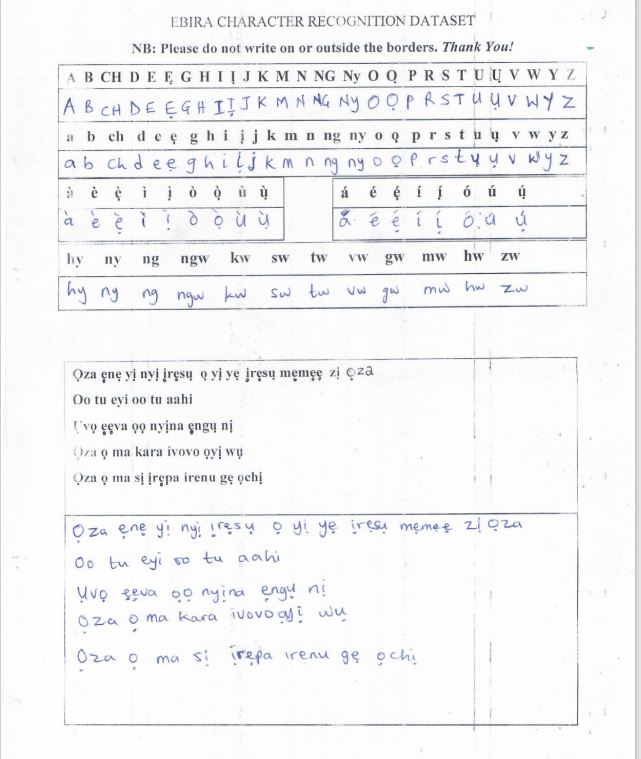 EBIRA CHARACTER RECOGNITION DATASET
NB: Please do not write on or outside the borders. Thank You!
A B CH D E Ẹ G H I Ị J K M N NG Ny O Ọ P R S T U Ụ V W Y Z
A B CH D E Ẹ G H I Ị J K M N NG Ny O Ọ P R S T U Ụ V W Y Z
a b ch d e ẹ g h i ị j k m n ng ny o ọ p r s t u ụ v w y z
a b ch d e ẹ g h i ị j k m n ng ny o ọ p r s t ụ ụ v w y z
à è ẹ̀ ì ị̀ ò ọ̀ ù ụ̀ á é ẹ́ í ị́ ó ú ụ́
à è ẹ̀ ì ị̀ ò ọ̀ ù ụ̀ á é ẹ́ í ị́ ó ú ụ́
hy ny ng ngw kw sw tw vw gw mw hw zw
hy ny ng ngw kw sw tw vw gw mw hw zw
Ọza ẹnẹ yị nyị ịrẹsụ ọ yị yẹ ịrẹsụ mẹmẹẹ zị ọza
Oo tu eyi oo tu aahi
Ụvọ ẹẹva ọọ nyịna ẹngụ nị
Ọza ọ ma kara ivovo ọyị wụ
Ọza ọ ma sị ịrẹpa irenu gẹ ọchị
Ọza ẹnẹ yị nyị ịrẹsụ ọ yị yẹ ịrẹsụ mẹmẹẹ zị ọza
Oo tu eyi oo tu aahi
Ụvọ ẹẹva ọọ nyịna ẹngụ nị
Ọza ọ ma kara ivovo ọyị wụ
Ọza ọ ma sị ịrẹpa irenu gẹ ọchị